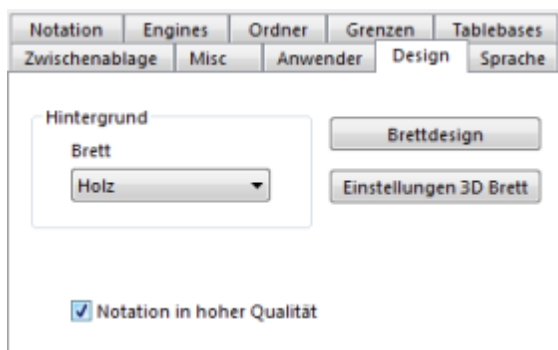 Notation Engines Ordner Grenzen Tablebases
Zwischenablage Misc Anwender Design Sprache
Hintergrund
Brett
Holz
Brettdesign
Einstellungen 3D Brett
Notation in hoher Qualität